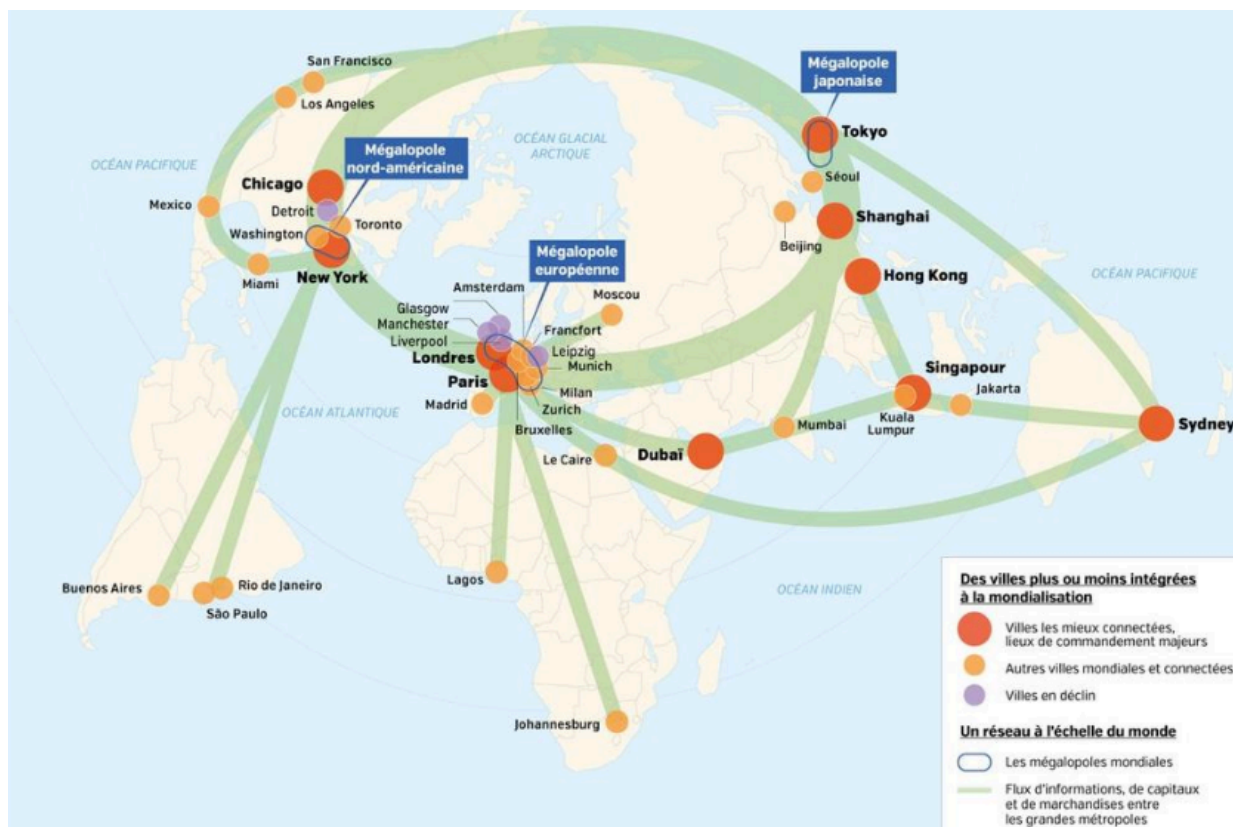 San Francisco
Los Angeles
OCÉAN PACIFIQUE
Mexico
Chicago
Detroit
Washington
Toronto
New York
Miami
Mégalopole
nord-américaine
OCÉAN GLACIAL
ARCTIQUE
Mégalopole
japonaise
Tokyo
Séoul
Shanghai
Beijing
Hong Kong
OCÉAN PACIFIQUE
Mégalopole
européenne
Amsterdam
Glasgow
Manchester
Liverpool
Londres
Paris
Madrid
Moscou
Francfort
Leipzig
Munich
Milan
Zurich
Bruxelles
OCÉAN ATLANTIQUE
Le Caire
Dubaï
Mumbai
Singapour
Kuala
Lumpur
Jakarta
Sydney
Buenos Aires
Rio de Janeiro
São Paulo
Lagos
Johannesburg
OCÉAN INDIEN
Des villes plus ou moins intégrées
à la mondialisation
Villes les mieux connectées,
lieux de commandement majeurs
Autres villes mondiales et connectées
Villes en déclin
Un réseau à l'échelle du monde
Les mégalopoles mondiales
Flux d'informations, de capitaux
et de marchandises entre
les grandes métropoles